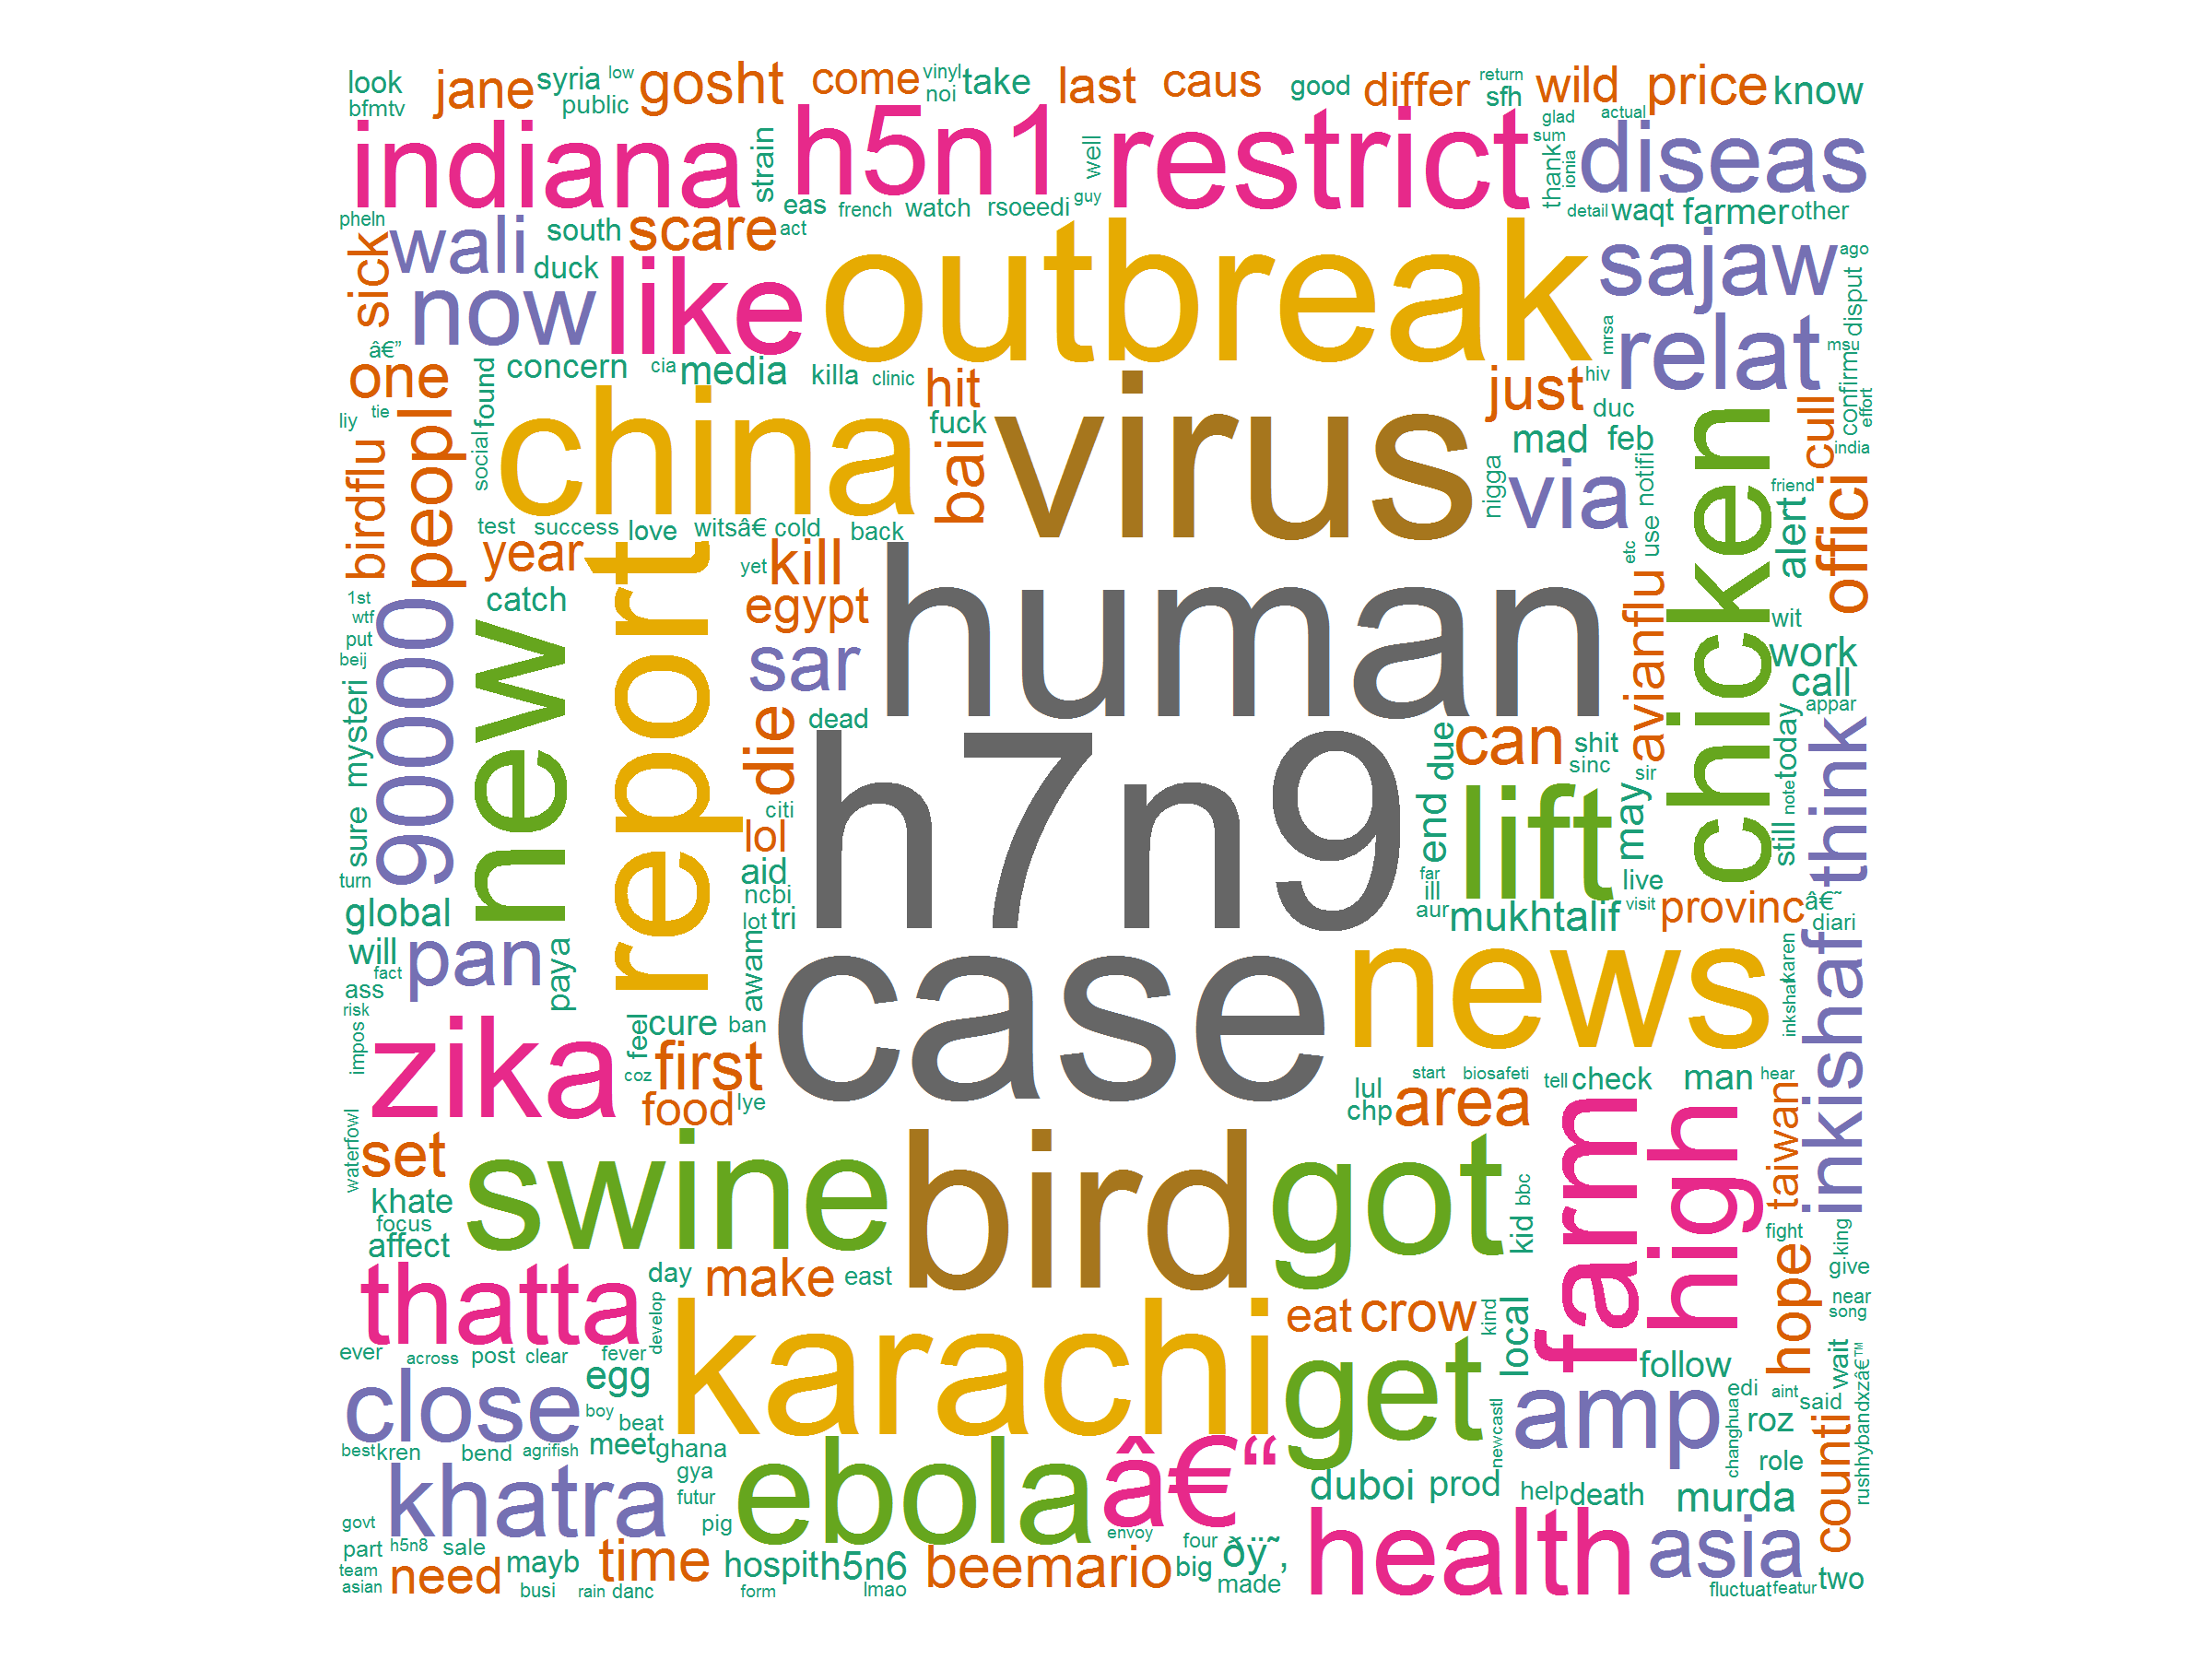 look
bfmtv
jane
syria
low
public
gosht
come
vinyl
noi
take
last
caus
good
differ
return
sfh
wild
price
know
indiana
strain
h5n1
well
restrict
glad
actual
sum
thank
ionia
diseas
pheln
sick
wali
south
scare
eas
act
french
watch
rsoeedi
guy
detail
waqt
farmer
other
now
duck
like
outbreak
sajaw
ago
disput
â€”
one
concern
cia
media
killa
clinic
hit
just
hiv
mrsa
relat
msc
confirm
effort
liy
tie
peopl
social
found
china
fuck
bai
virus
duc
mad
feb
nigga
via
notifi
chicken
cull
india
birdflu
test
success
love
witsâ€
cold
back
etc
use
friend
alert
offici
year
yet
kill
1st
wtf
put
beij
90000
catch
new
report
egypt
sar
human
avianflu
wit
work
call
appar
mysteri
die
dead
can
due
shit
sinc
sir
today
note
think
sure
turn
lol
citi
h7n9
end
lift
may
still
global
aid
ncbi
lot
tri
far
ill
aur
mukhtalif
live
visit
provinc
â€˜
diari
will
fact
pan
paya
awam
case
news
karen
inkshaf
inkishaf
ass
risk
impos
zika
feel
cure
ban
coz
first
food
lye
lul
chp
start
biosafeti
area
tell
check
man
hear
waterfowl
set
khate
focus
affect
swine
bird
got
kid
bbc
farm
high
taiwan
fight
hope
king
give
near
song
thatta
day
develop
make
east
karachi
eat
crow
kind
local
get
follow
ever
across
post
clear
fever
egg
boy
beat
close
best
kren
bend
agrifish
meet
ghana
gya
futur
newcastl
amp
edi
aint
wait
said
rushhybandxzâ€™
changhua
roz
role
counti
khatra
pig
ebola
â€“
envoy
duboi
prod
help
death
murda
govt
part
h5n8
sale
team
asian
need
mayb
busi
time
rain
danc
hospit
h5n6
form
lmao
beemario
four
big
ðŸ˜‚
made
health
asia
fluctuat
featur
two